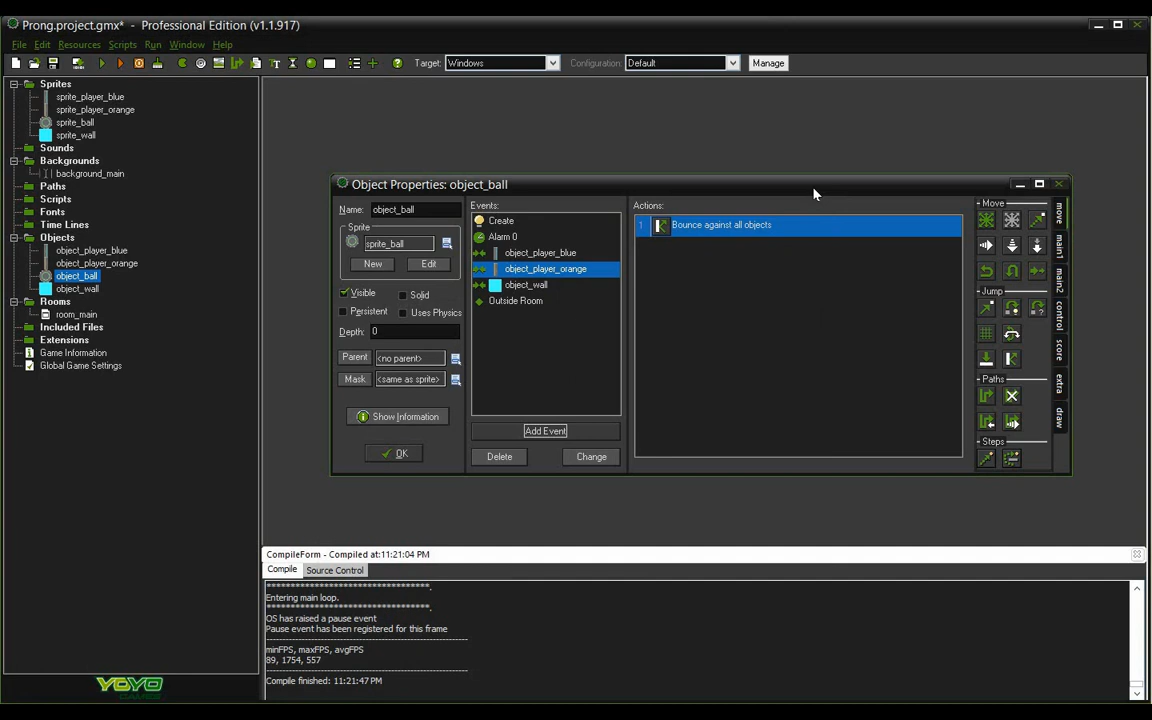 Prong.project.gmx* - Professional Edition (v1.1.917)
File Edit Resources Scripts Run Window Help
Target: Windows Configuration: Default Manage
Sprites
sprite_player_blue
sprite_player_orange
sprite_ball
sprite_wall
Sounds
Backgrounds
background_main
Paths
Scripts
Fonts
Time Lines
Objects
object_player_blue
object_player_orange
object_ball
object_wall
Rooms
room_main
Included Files
Extensions
Game Information
Global Game Settings
YOYO
GAMES
Object Properties: object_ball
Name: object_ball
Sprite
sprite_ball
New Edit
Visible Solid
Persistent Uses Physics
Depth: 0
Parent <no parent>
Mask <same as sprite>
Show Information
OK
Events:
Create
Alarm 0
object_player_blue
object_player_orange
object_wall
Outside Room
Add Event
Delete Change
Actions:
1 Bounce against all objects
Move
Jump
Paths
Steps
move
main1
main2
control
score
extra
draw
CompileForm - Compiled at:11:21:04 PM
Compile Source Control
***************************************.
Entering main loop.
***************************************.
OS has raised a pause event
Pause event has been registered for this frame
--------------------------------------------------
minFPS, maxFPS, avgFPS
89, 1754, 557
--------------------------------------------------
Compile finished: 11:21:47 PM